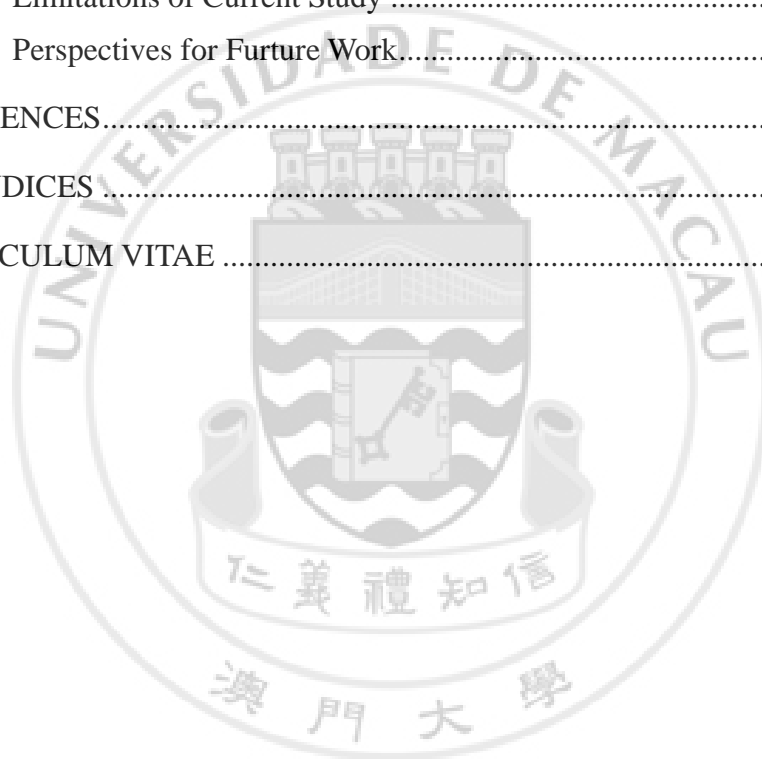 Limitations of Current Study ............................................
Perspectives for Furture Work............................................
ENCES....................................................................................
DICES ....................................................................................
CULUM VITAE ....................................................................
UNIVERSIDADE DE MACAU
仁義禮知信
澳門大學